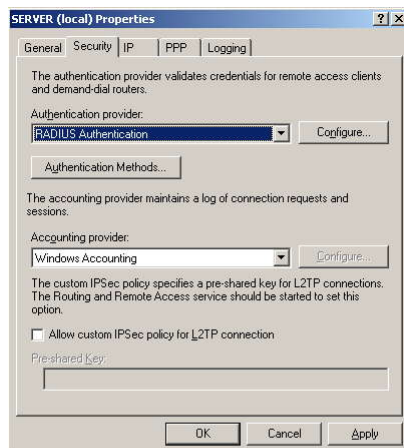 SERVER (local) Properties
General Security IP PPP Logging
The authentication provider validates credentials for remote access clients
and demand-dial routers.
Authentication provider:
RADIUS Authentication Configure...
Authentication Methods...
The accounting provider maintains a log of connection requests and
sessions.
Accounting provider:
Windows Accounting Configure...
The custom IPSec policy specifies a pre-shared key for L2TP connections.
The Routing and Remote Access service should be started to set this
option.
Allow custom IPSec policy for L2TP connection
Pre-shared Key:
OK Cancel Apply